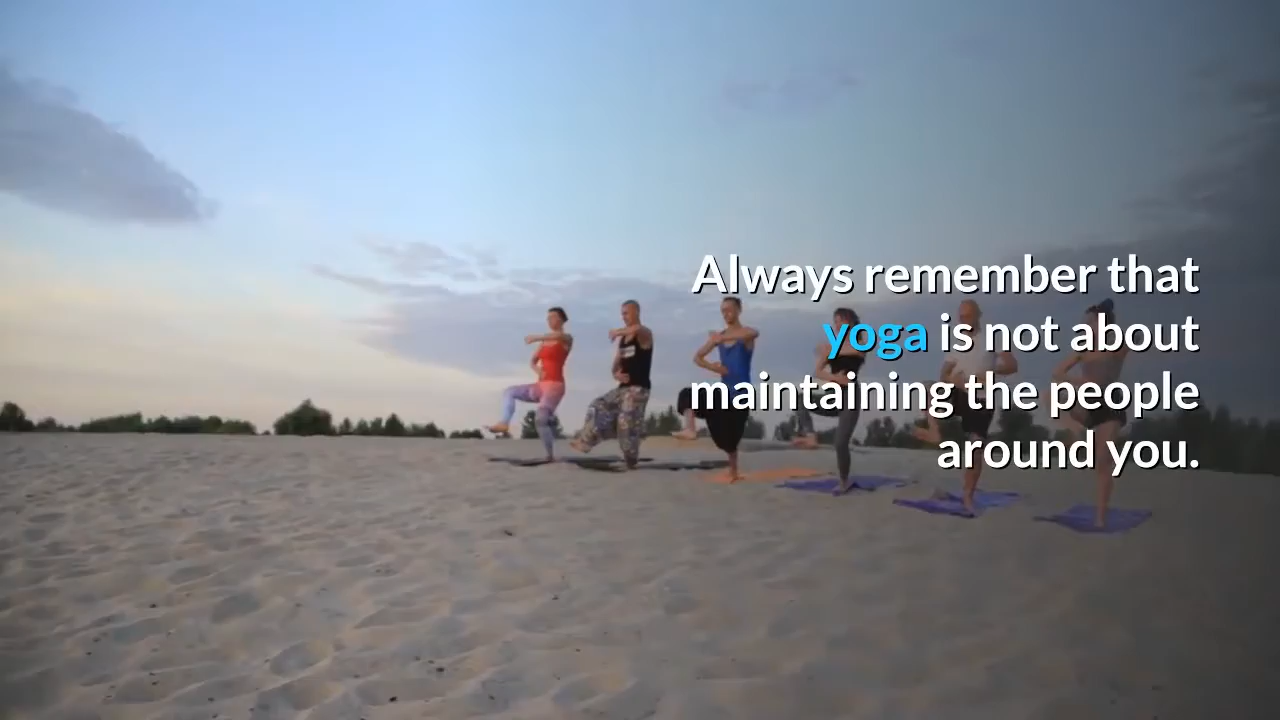 Always remember that
yoga is not about
maintaining the people
around you.